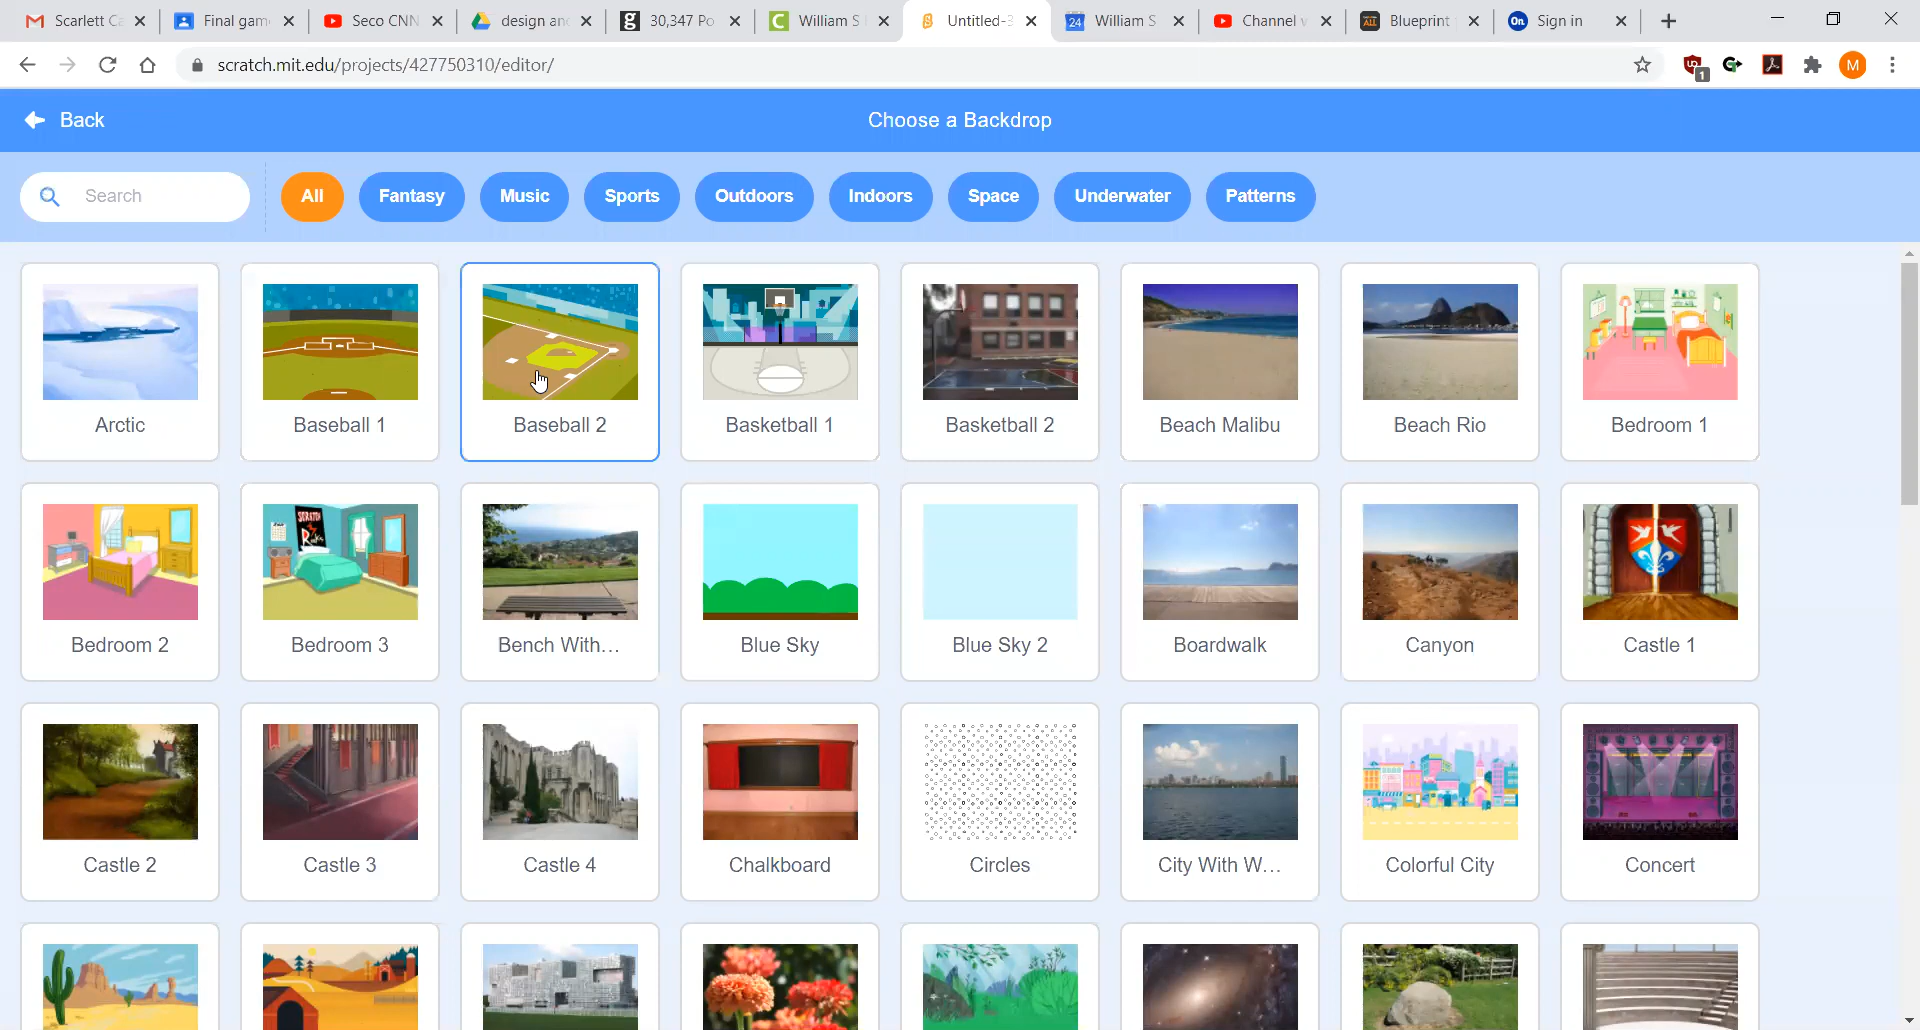 Scarlett Ca
Final gam
Seco CNN
design an
30,347 Po
William S
Untitled-3
William S
Channel v
Blueprint
Sign in
scratch.mit.edu/projects/427750310/editor/
1
M
Back
Choose a Backdrop
Search
All
Fantasy
Music
Sports
Outdoors
Indoors
Space
Underwater
Patterns
Arctic
Baseball 1
Baseball 2
Basketball 1
Basketball 2
Beach Malibu
Beach Rio
Bedroom 1
Bedroom 2
Bedroom 3
Bench With...
Blue Sky
Blue Sky 2
Boardwalk
Canyon
Castle 1
Castle 2
Castle 3
Castle 4
Chalkboard
Circles
City With W...
Colorful City
Concert